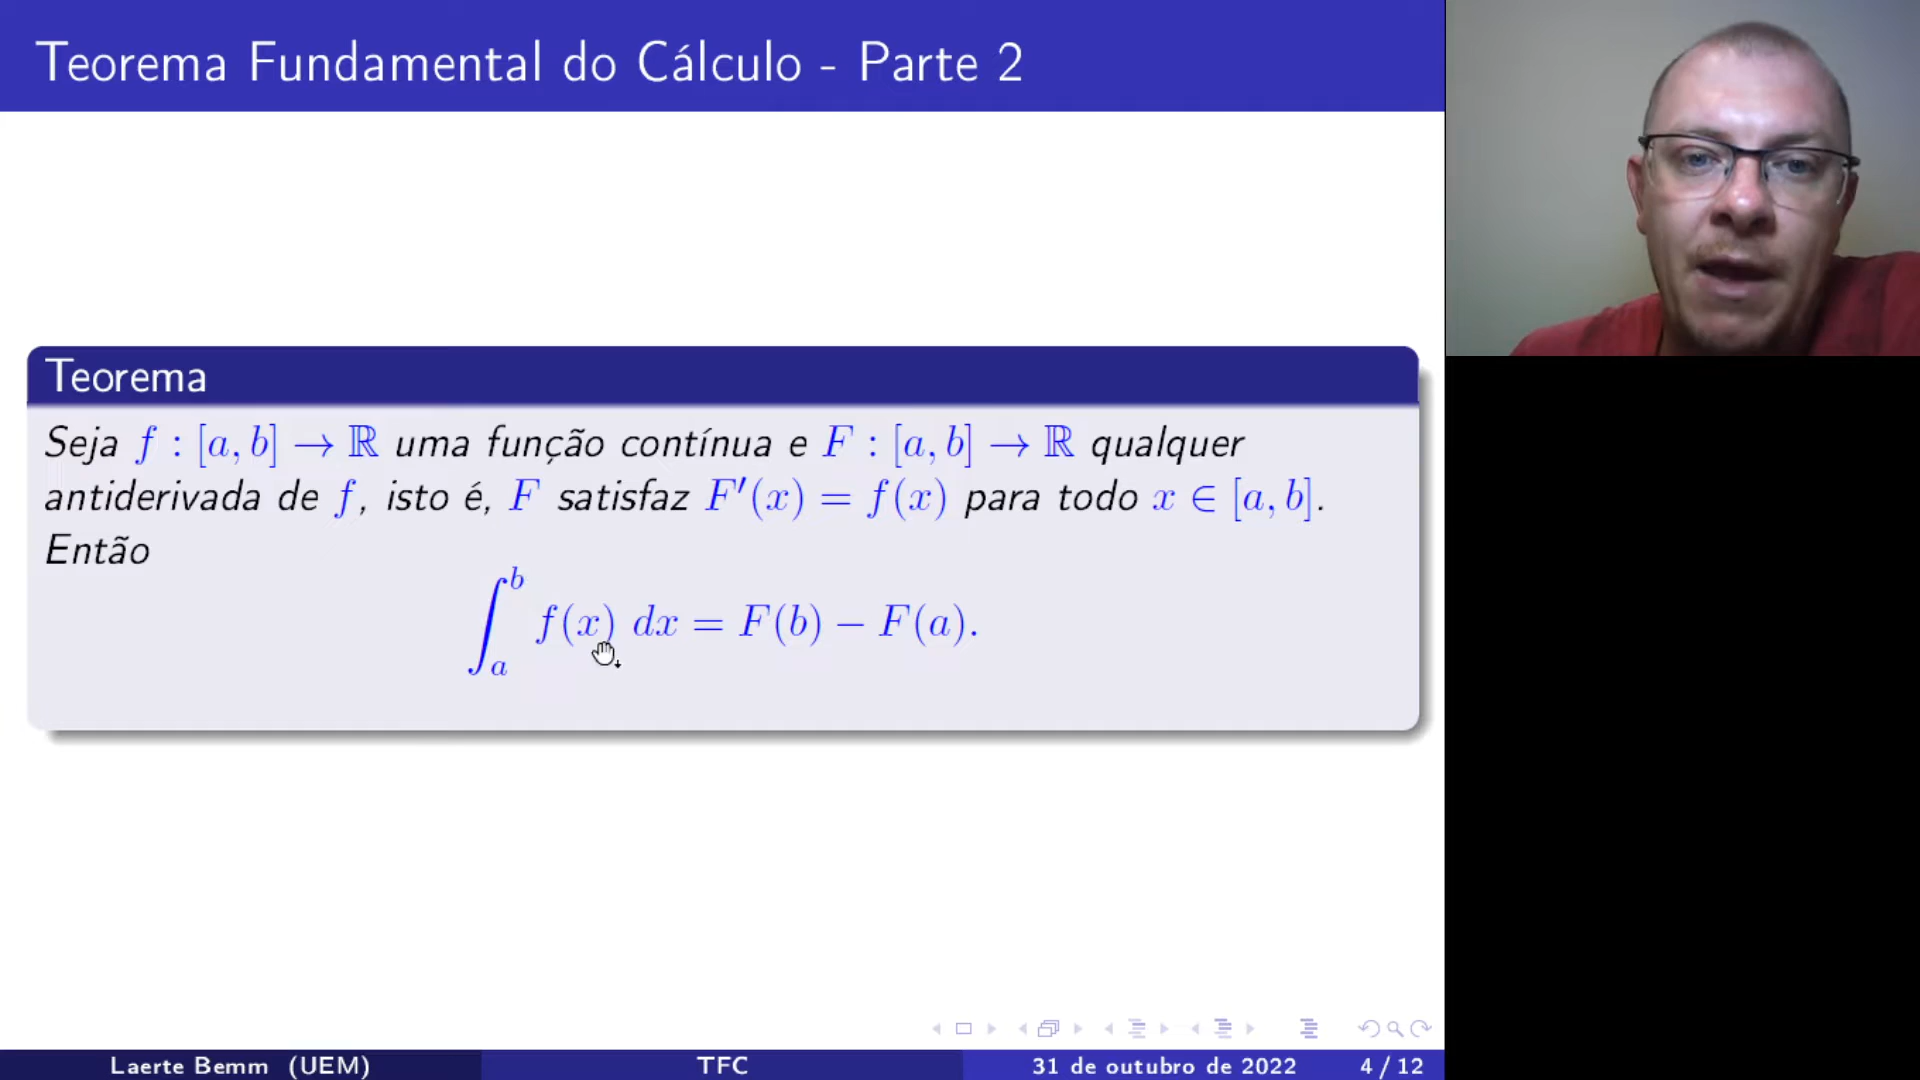 Teorema Fundamental do Cálculo - Parte 2
Teorema
Seja f : [a, b] → ℝ uma função contínua e F : [a, b] → ℝ qualquer
antiderivada de f, isto é, F satisfaz F′(x) = f(x) para todo x ∈ [a, b].
Então
∫_a^b f(x) dx = F(b) − F(a).
Laerte Bemm (UEM) TFC 31 de outubro de 2022 4 / 12